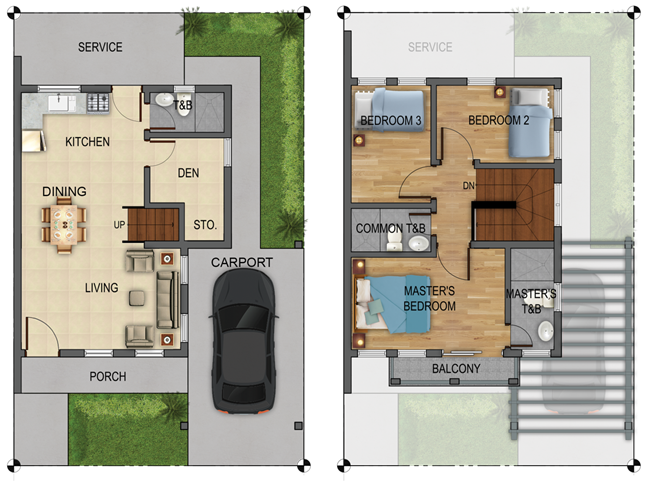 SERVICE
T&B
KITCHEN
DEN
DINING
UP
STO.
CARPORT
LIVING
PORCH
SERVICE
BEDROOM 3
BEDROOM 2
DN
COMMON T&B
MASTER'S
BEDROOM
MASTER'S
T&B
BALCONY